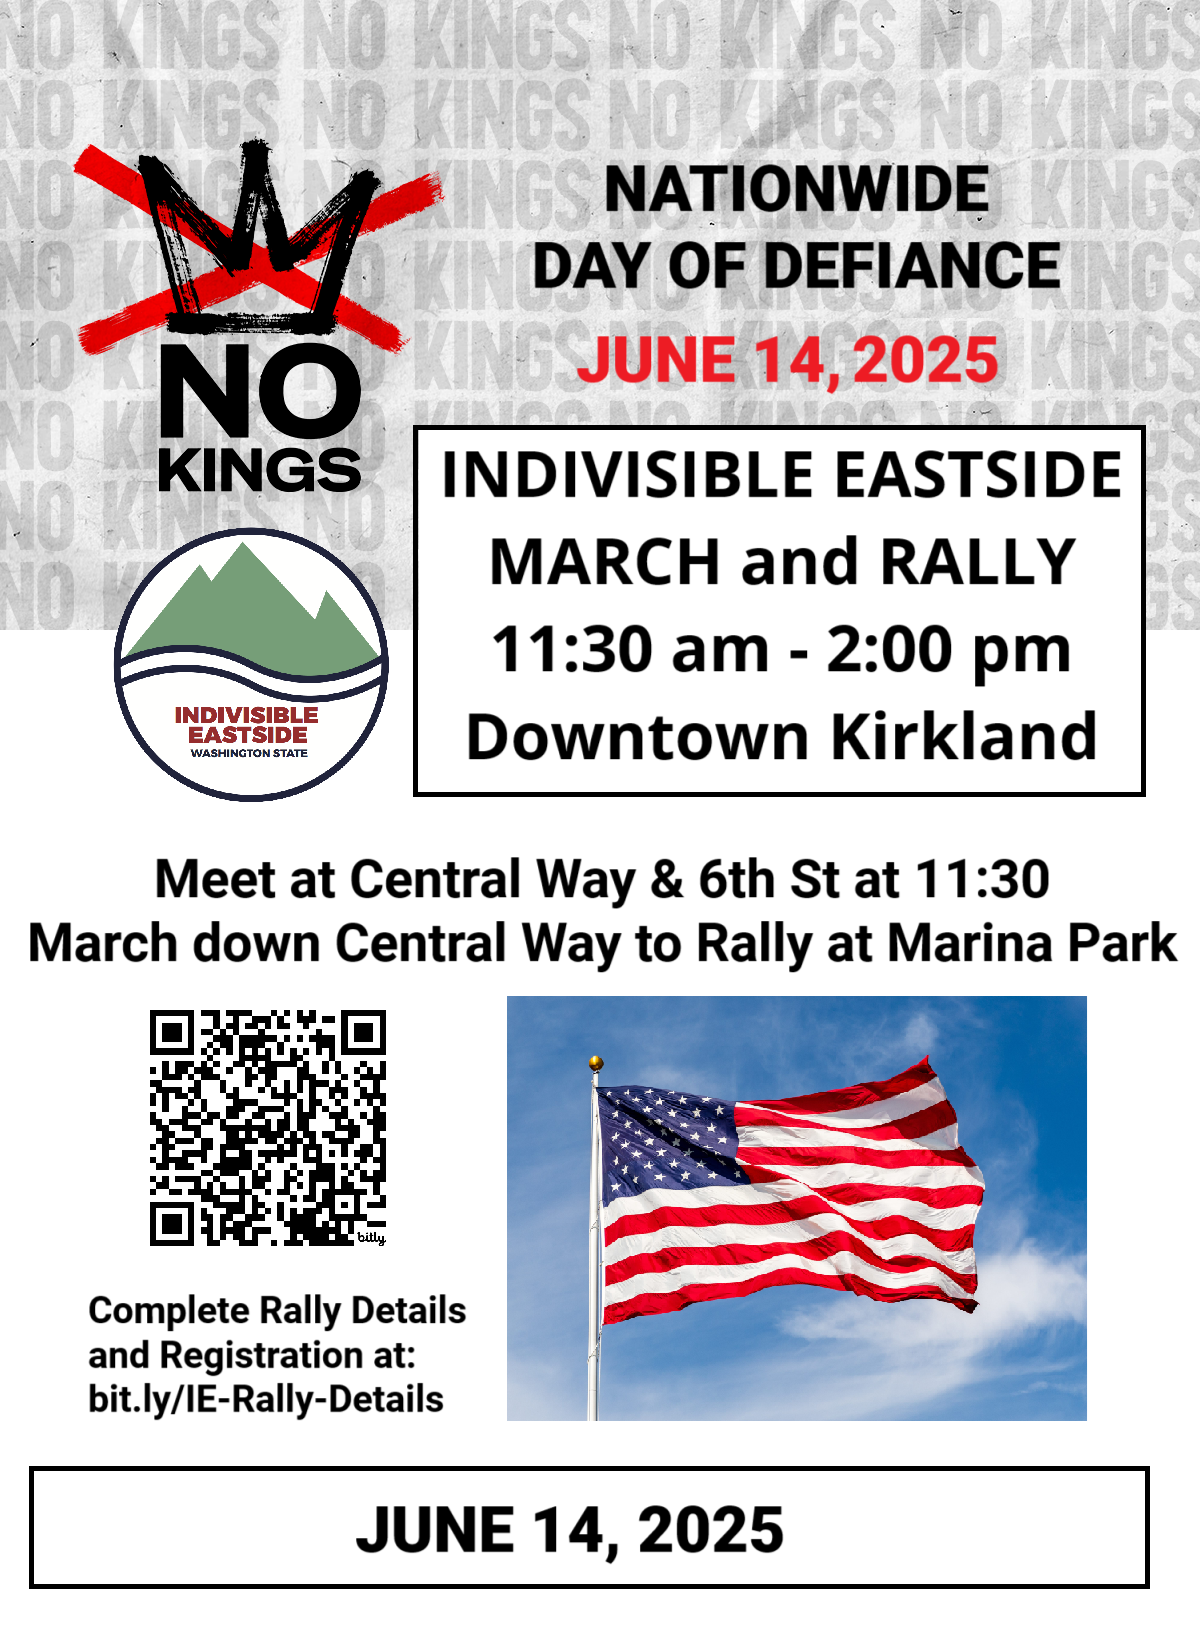 NO KINGS NO KINGS NO KINGS NO KINGS
NO KINGS NO KINGS NO KINGS NO KINGS
NATIONWIDE
DAY OF DEFIANCE
JUNE 14, 2025
NO
KINGS
INDIVISIBLE EASTSIDE
MARCH and RALLY
11:30 am - 2:00 pm
Downtown Kirkland
INDIVISIBLE
EASTSIDE
WASHINGTON STATE
Meet at Central Way & 6th St at 11:30
March down Central Way to Rally at Marina Park
bitly
Complete Rally Details
and Registration at:
bit.ly/IE-Rally-Details
JUNE 14, 2025